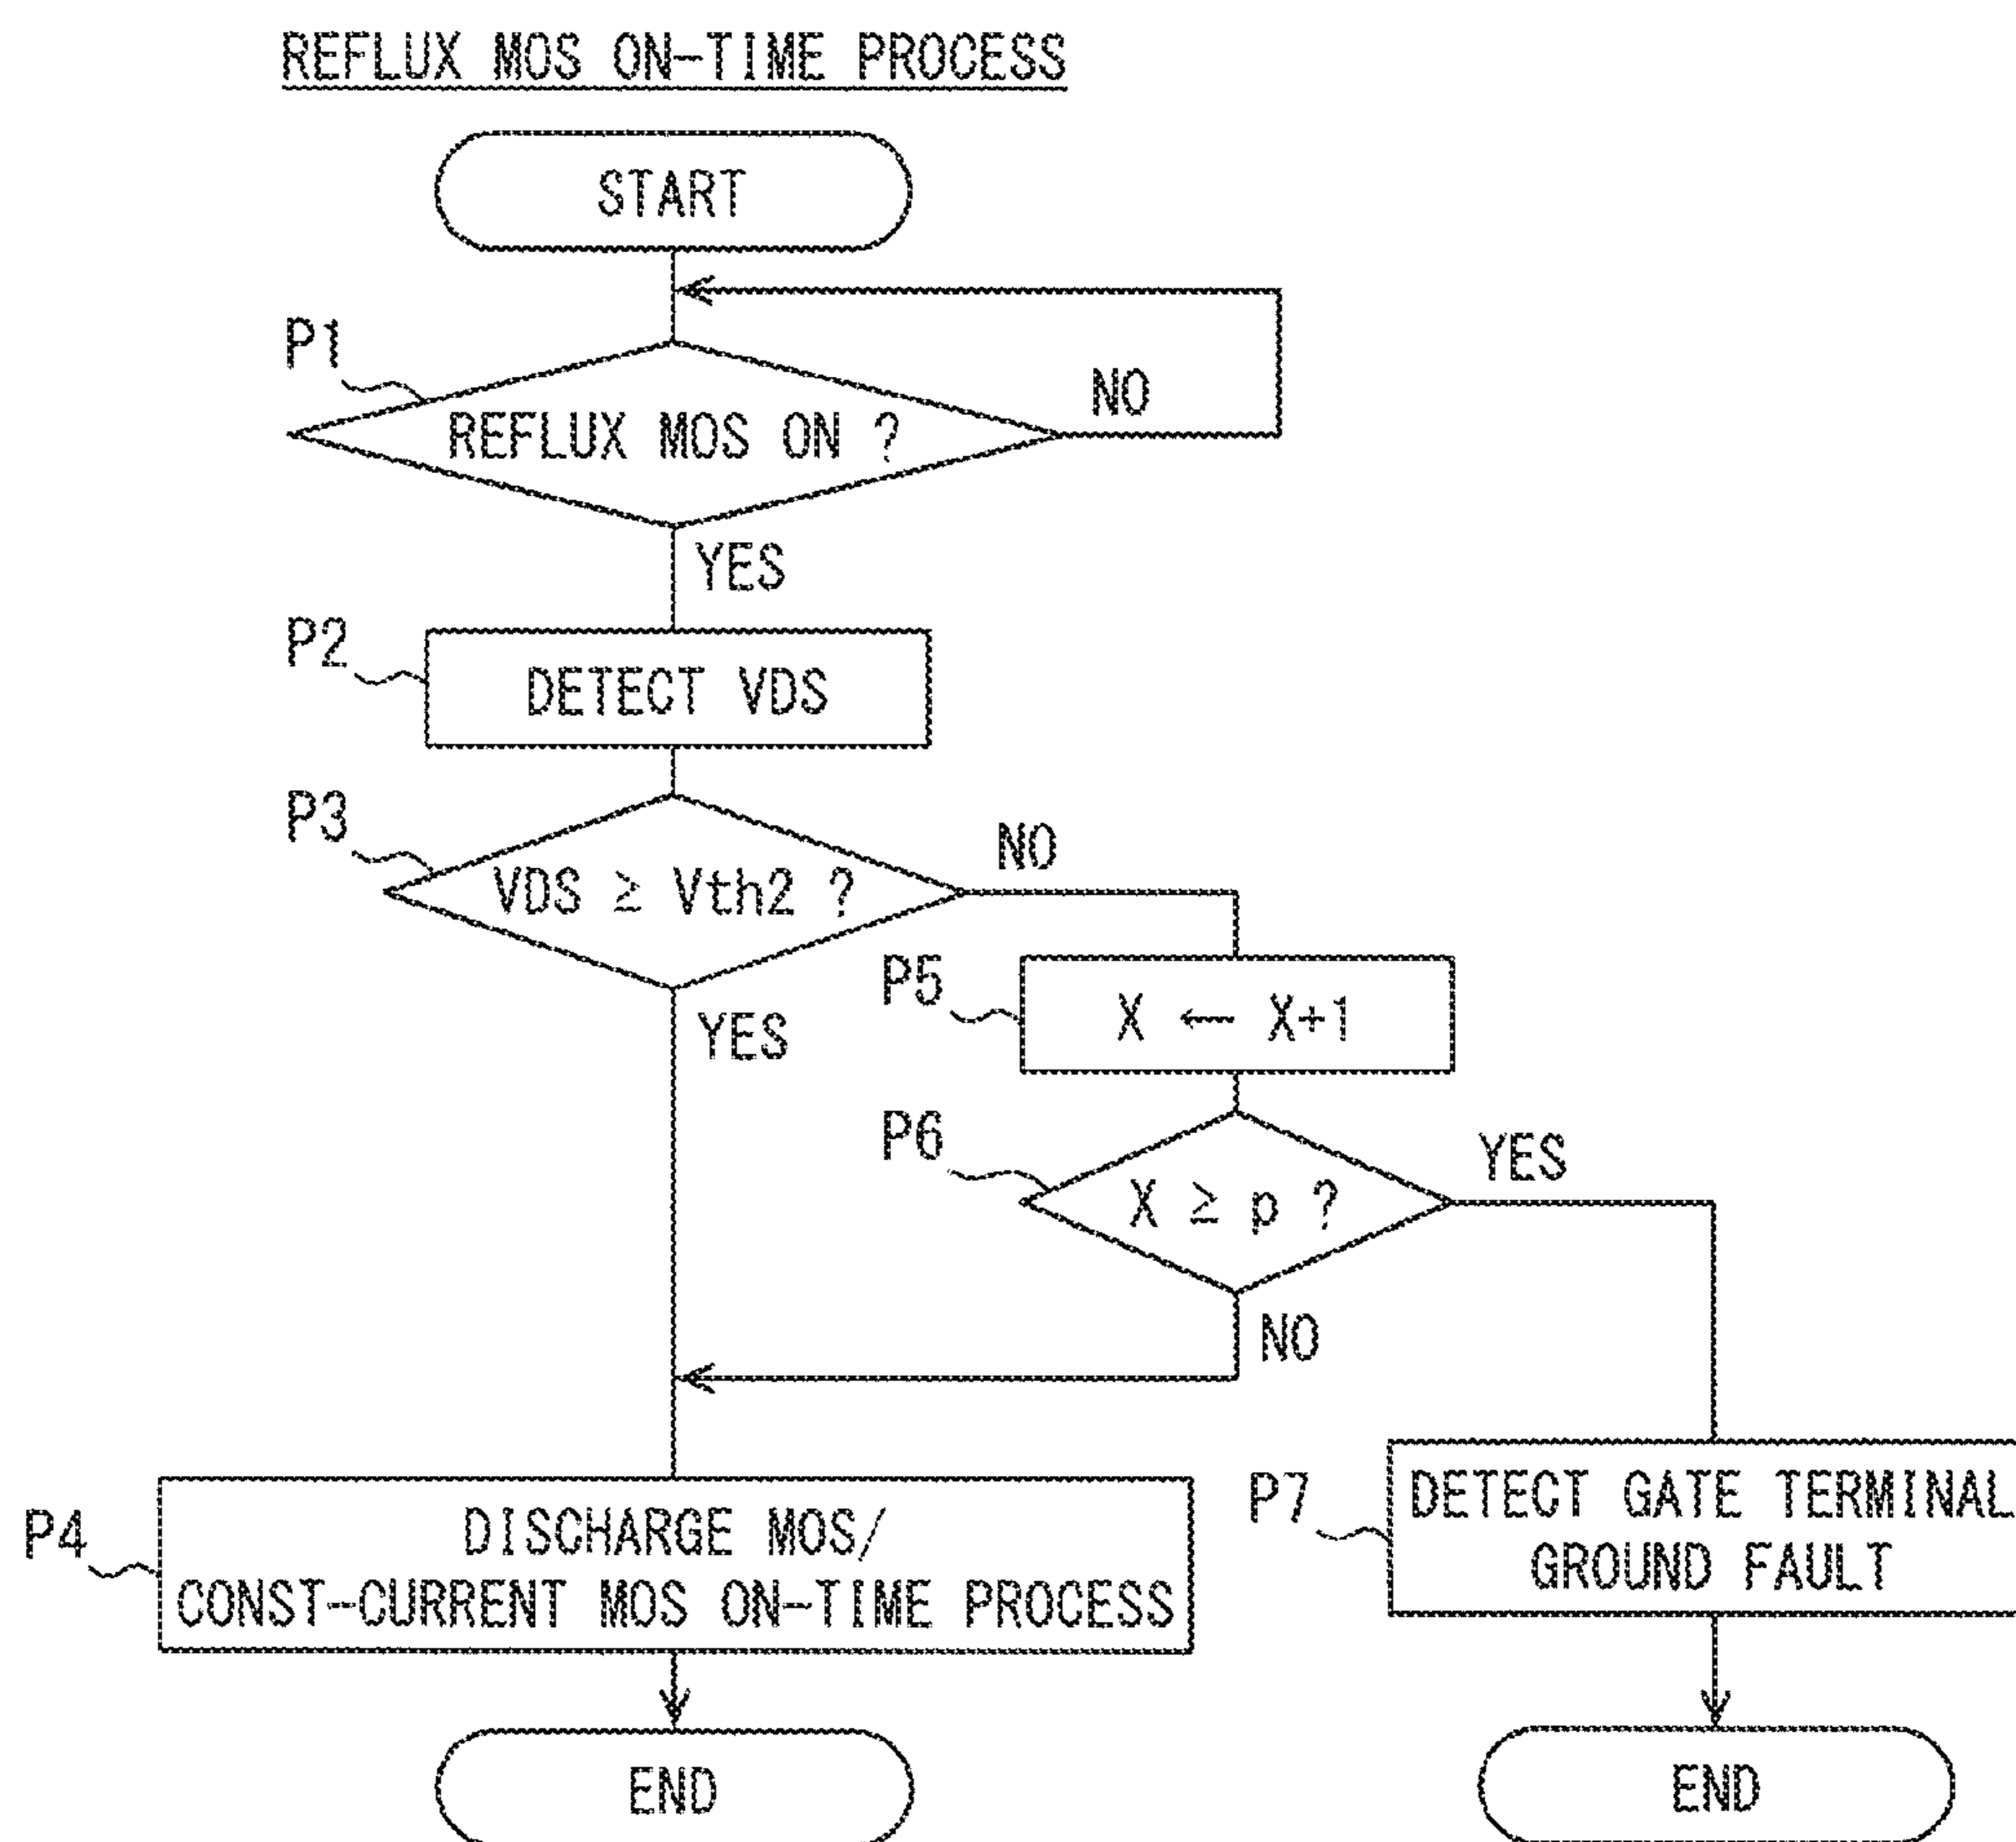 REFLUX MOS ON-TIME PROCESS
START
P1
REFLUX MOS ON ?
NO
YES
P2
DETECT VDS
P3
VDS ≥ Vth2 ?
NO
YES
P5
X ← X+1
P6
X ≥ p ?
YES
NO
P4
DISCHARGE MOS/
CONST-CURRENT MOS ON-TIME PROCESS
P7
DETECT GATE TERMINAL
GROUND FAULT
END
END